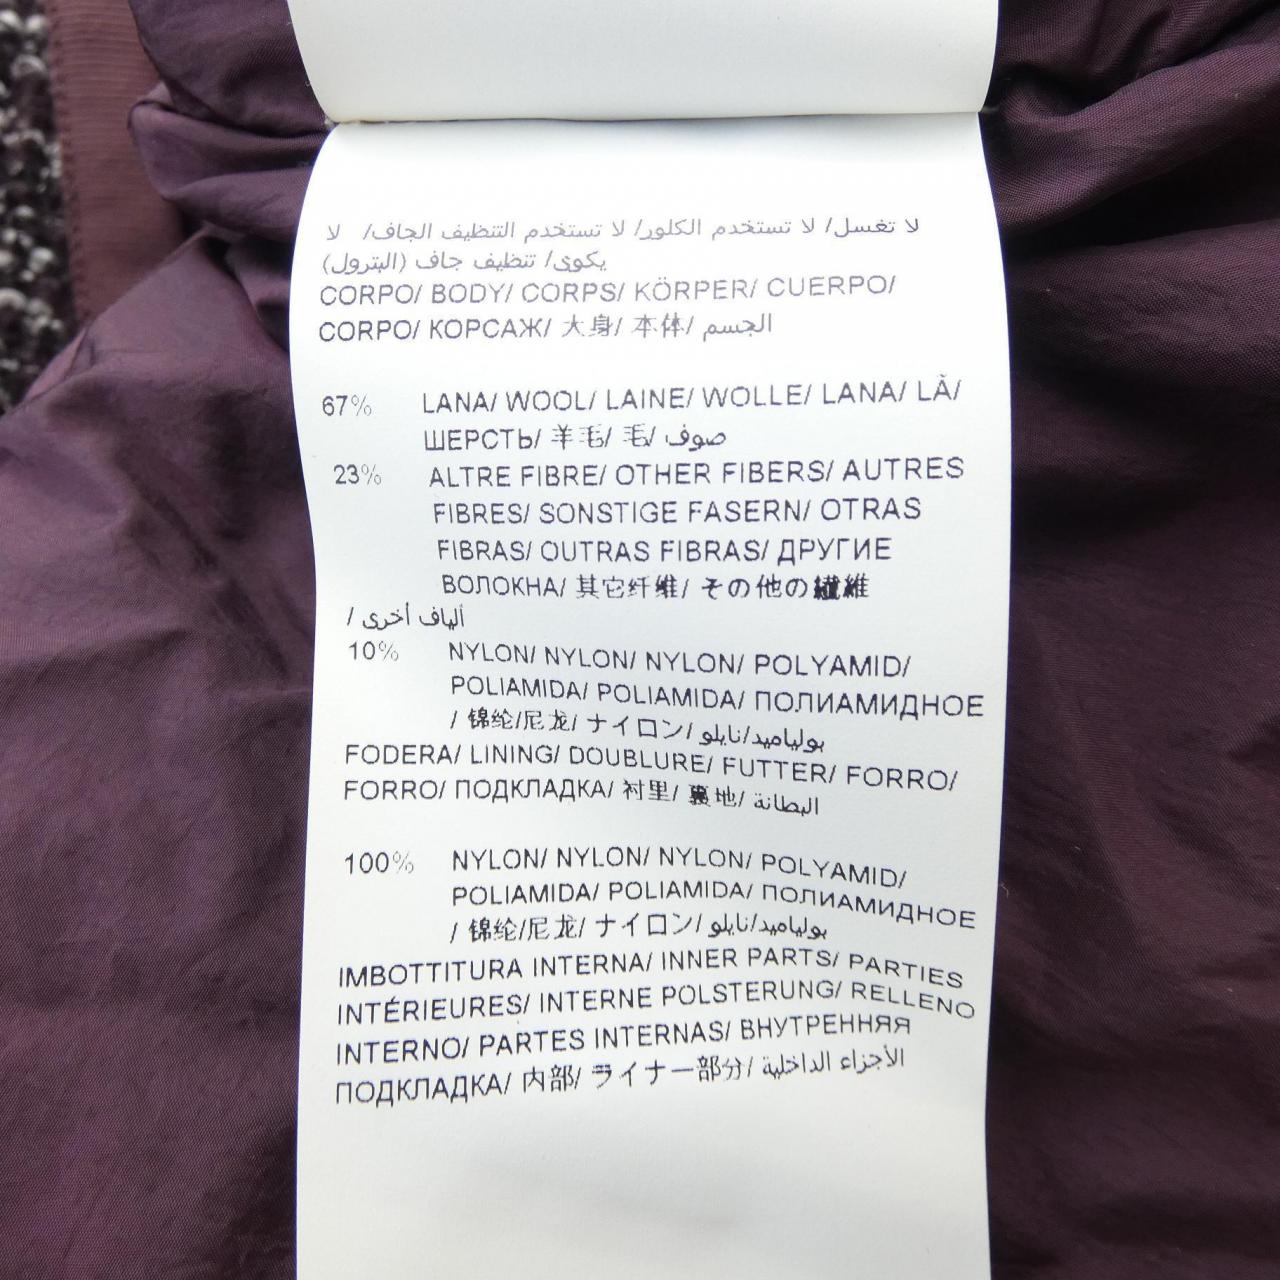 لا تغسل/ لا تستخدم الكلور/ لا تستخدم التنظيف الجاف/ لا
يكوى/ تنظيف جاف (البترول)
CORPO/ BODY/ CORPS/ KÖRPER/ CUERPO/
CORPO/ КОРСАЖ/ 大身/ 本体/ الجسم
67% LANA/ WOOL/ LAINE/ WOLLE/ LANA/ LÃ/
ШЕРСТЬ/ 羊毛/ 毛/ صوف
23% ALTRE FIBRE/ OTHER FIBERS/ AUTRES
FIBRES/ SONSTIGE FASERN/ OTRAS
FIBRAS/ OUTRAS FIBRAS/ ДРУГИЕ
ВОЛОКНА/ 其它纤维/ その他の繊維
/ ألياف أخرى
10% NYLON/ NYLON/ NYLON/ POLYAMID/
POLIAMIDA/ POLIAMIDA/ ПОЛИАМИДНОЕ
/ 锦纶/尼龙/ ナイロン/ بولياميد/نايلو
FODERA/ LINING/ DOUBLURE/ FUTTER/ FORRO/
FORRO/ ПОДКЛАДКА/ 衬里/ 裏地/ البطانة
100% NYLON/ NYLON/ NYLON/ POLYAMID/
POLIAMIDA/ POLIAMIDA/ ПОЛИАМИДНОЕ
/ 锦纶/尼龙/ ナイロン/ بولياميد/نايلو
IMBOTTITURA INTERNA/ INNER PARTS/ PARTIES
INTÉRIEURES/ INTERNE POLSTERUNG/ RELLENO
INTERNO/ PARTES INTERNAS/ ВНУТРЕННЯЯ
ПОДКЛАДКА/ 内部/ ライナー部分/ الأجزاء الداخلية